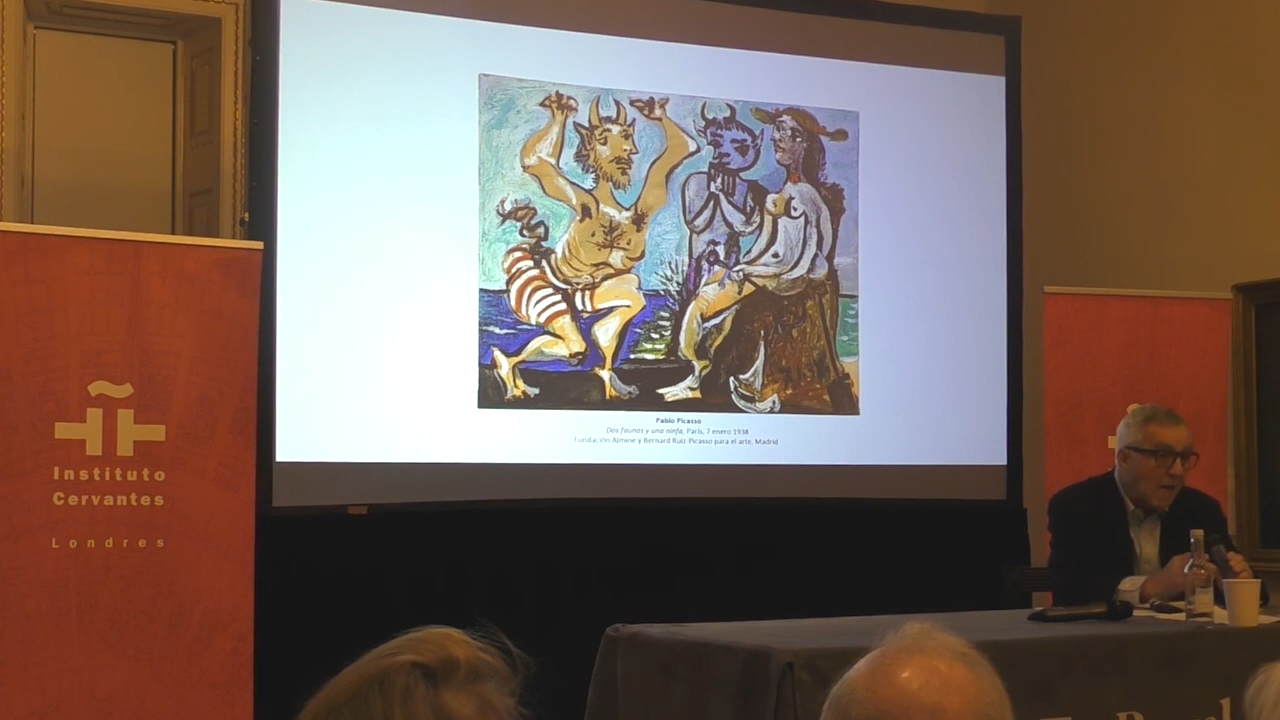 Instituto
Cervantes
Londres
Pablo Picasso
Dos faunos y una ninfa, París, 7 enero 1938
Fundación Almine y Bernard Ruiz-Picasso para el arte, Madrid